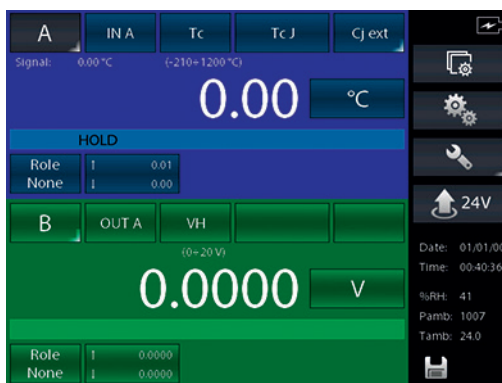 A IN A Tc Tc J Cj ext
Signal: 0.00 °C (-210÷1200 °C)
0.00 °C
HOLD
Role None ↑ 0.01
↕ 0.00
B OUT A VH
(0÷20 V)
0.0000 V
Role None ↑ 0.0000
↕ 0.0000
24V
Date: 01/01/00
Time: 00:40:36
%RH: 41
Pamb: 1007
Tamb: 24.0